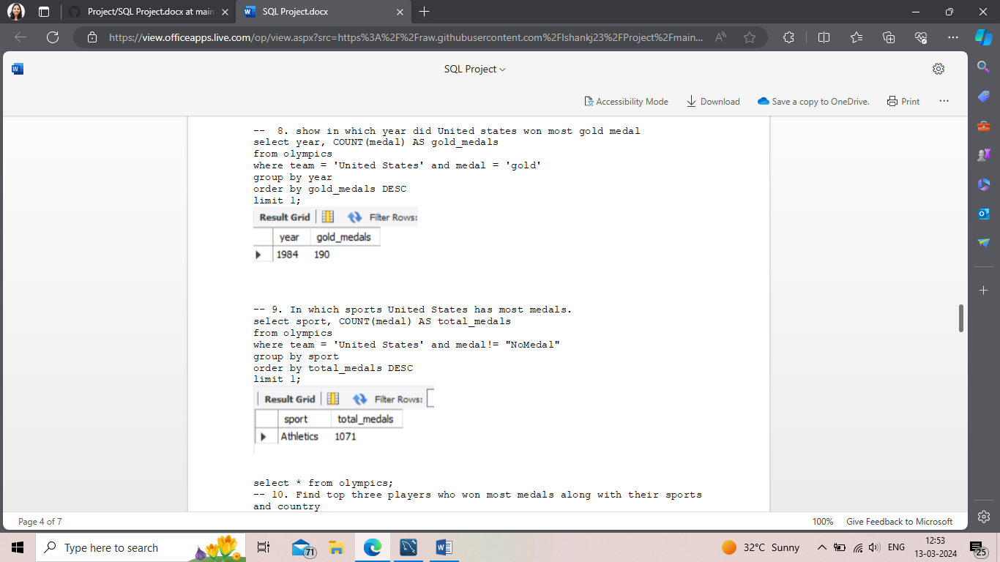 Project/SQL Project.docx at main
SQL Project.docx
https://view.officeapps.live.com/op/view.aspx?src=https%3A%2F%2Fraw.githubusercontent.com%2FIshankj23%2FProject%2Fmain...
SQL Project
Accessibility Mode
Download
Save a copy to OneDrive.
Print
--  8. show in which year did United states won most gold medal
select year, COUNT(medal) AS gold_medals
from olympics
where team = 'United States' and medal = 'gold'
group by year
order by gold_medals DESC
limit 1;
Result Grid Filter Rows:
year gold_medals
1984 190
-- 9. In which sports United States has most medals.
select sport, COUNT(medal) AS total_medals
from olympics
where team = 'United States' and medal!= "NoMedal"
group by sport
order by total_medals DESC
limit 1;
Result Grid Filter Rows:
sport total_medals
Athletics 1071
select * from olympics;
-- 10. Find top three players who won most medals along with their sports
and country
Page 4 of 7
100% Give Feedback to Microsoft
Type here to search
71
32°C Sunny
ENG
12:53
13-03-2024
25